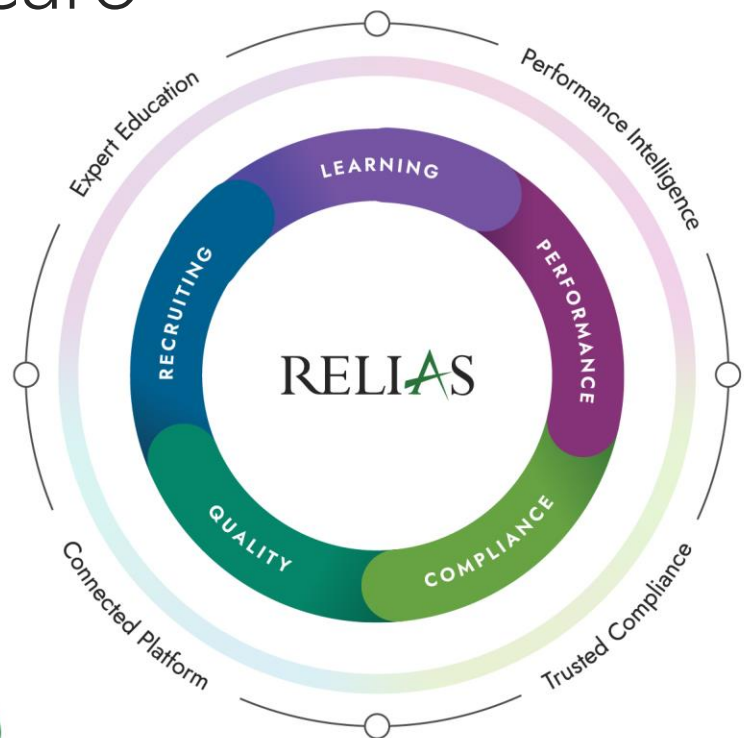 Expert Education
Performance Intelligence
LEARNING
RECRUITING
PERFORMANCE
RELIAS
QUALITY
COMPLIANCE
Connected Platform
Trusted Compliance